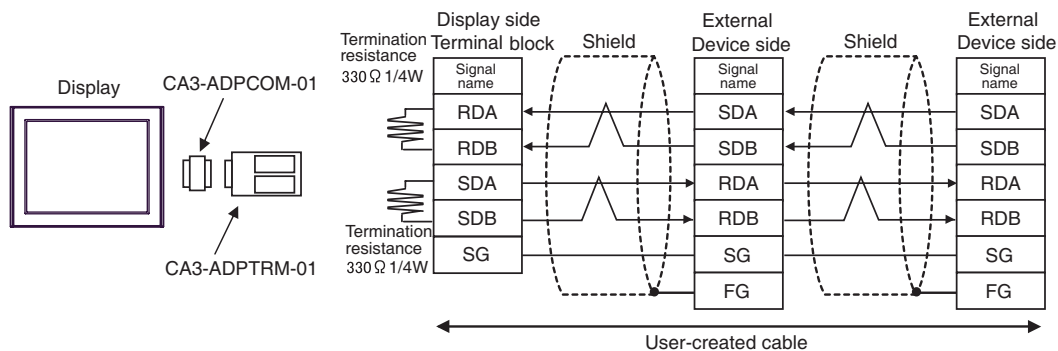 Display
CA3-ADPCOM-01
CA3-ADPTRM-01
Termination
resistance
330 Ω 1/4W
Termination
resistance
330 Ω 1/4W
Display side
Terminal block
Signal
name
RDA
RDB
SDA
SDB
SG
Shield
External
Device side
Signal
name
SDA
SDB
RDA
RDB
SG
FG
Shield
External
Device side
Signal
name
SDA
SDB
RDA
RDB
SG
FG
User-created cable